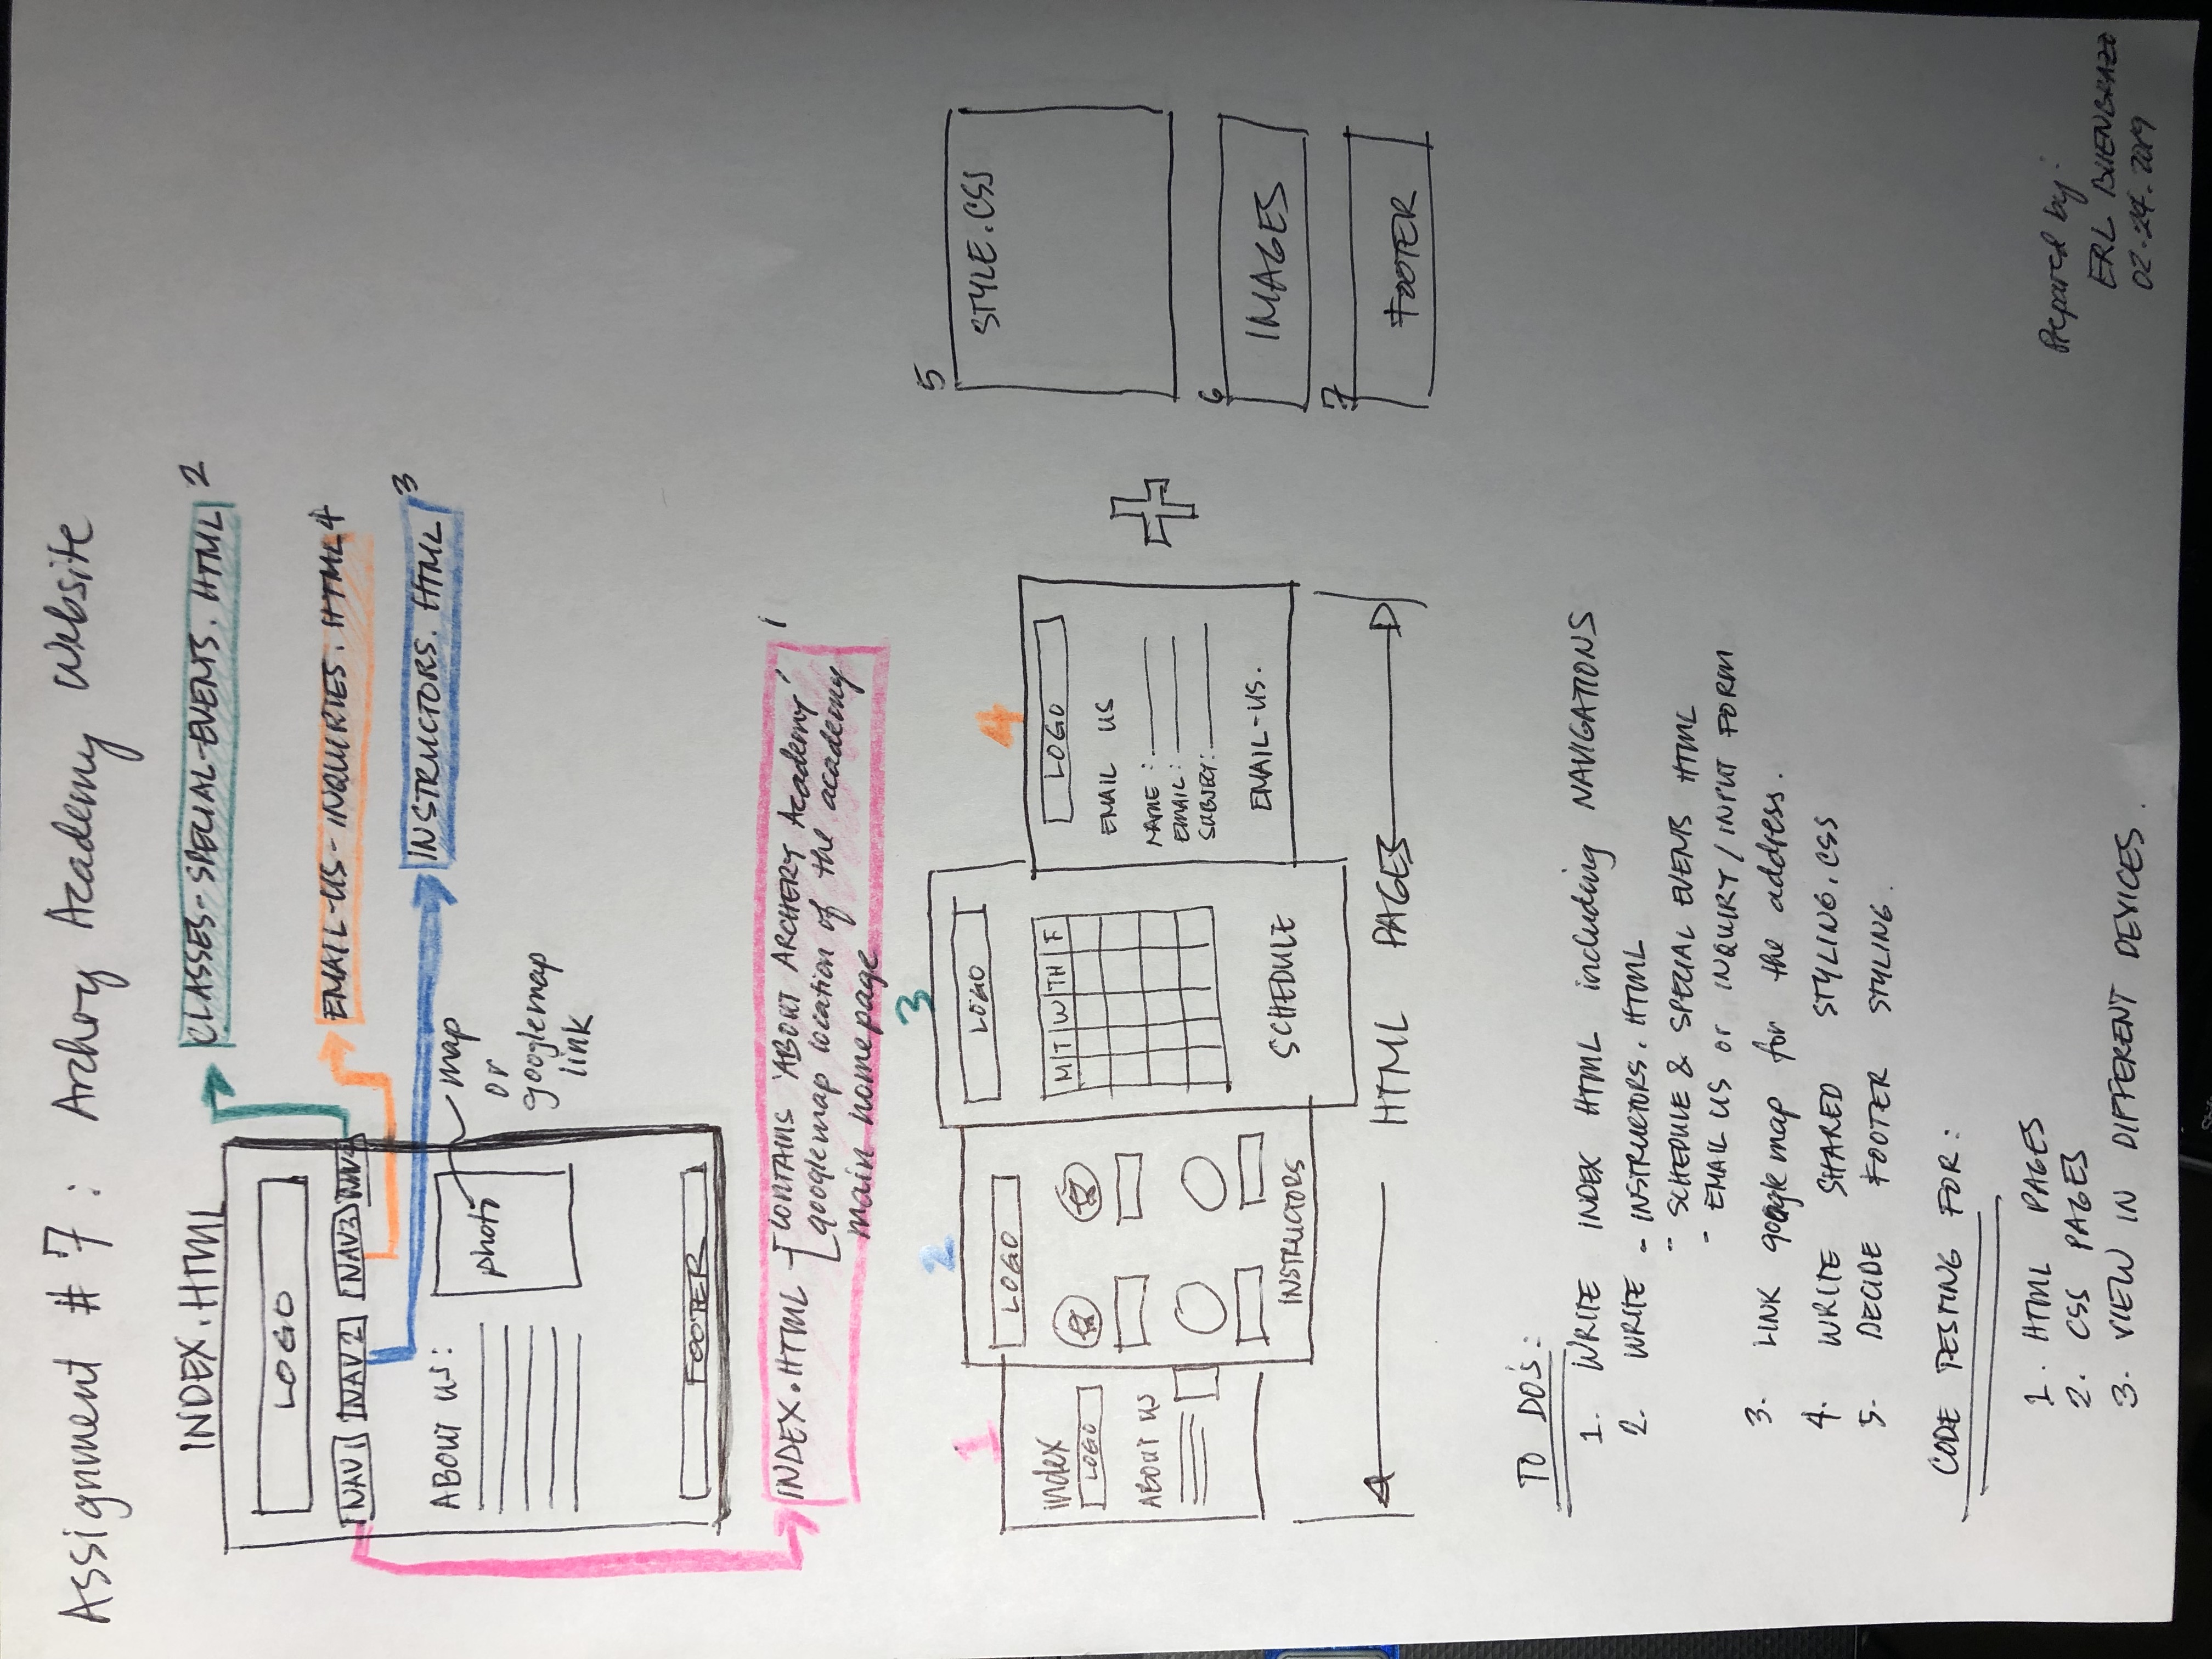 Assignment # 7 : Archery Academy Website
INDEX.HTML
LOGO
NAV1 NAV2 NAV3 NAV4
ABOUT US:
photo
map
or
googlemap
link
FOOTER
CLASSES-SPECIAL-EVENTS.HTML 2
EMAIL-US-INQUIRIES.HTML 4
INSTRUCTORS.HTML 3
INDEX.HTML - CONTAINS 'ABOUT ARCHERY Academy' 1
googlemap location of the academy
main homepage
1
index
LOGO
ABOUT US
2
LOGO
INSTRUCTORS
3
LOGO
M T W TH F
SCHEDULE
4
LOGO
EMAIL US
NAME :
EMAIL :
SUBJECT:
EMAIL-US.
HTML PAGES
5
STYLE.CSS
6
IMAGES
7
FOOTER
TO DO'S:
1. WRITE INDEX HTML including NAVIGATIONS
2. WRITE - INSTRUCTORS.HTML
- SCHEDULE & SPECIAL EVENTS HTML
- EMAIL US or INQUIRY / INPUT FORM
3. LINK google map for the address.
4. WRITE SHARED STYLING.CSS
5. DECIDE FOOTER STYLING.
CODE TESTING FOR:
1. HTML PAGES
2. CSS PAGES
3. VIEW IN DIFFERENT DEVICES.
Prepared by:
ERL
02.24.2019